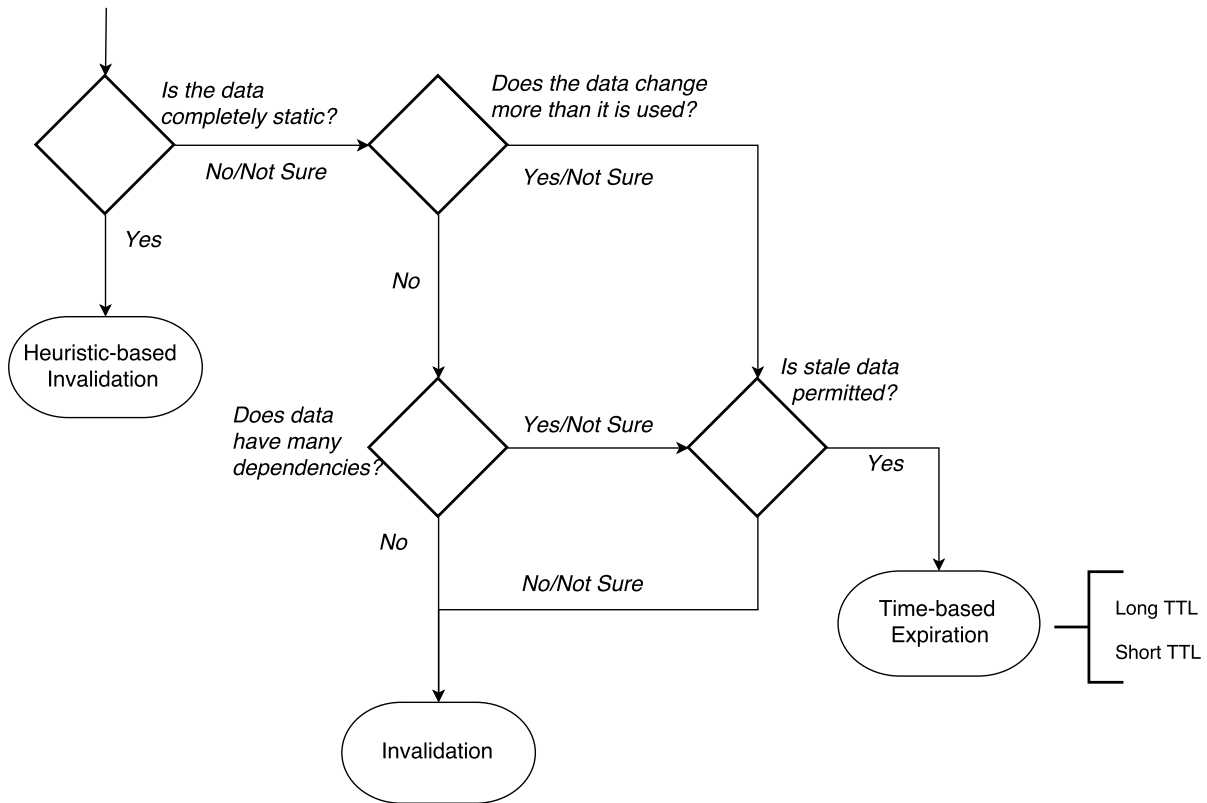 Is the data
completely static?
Does the data change
more than it is used?
No/Not Sure
Yes/Not Sure
Yes
No
Heuristic-based
Invalidation
Is stale data
permitted?
Does data
have many
dependencies?
Yes/Not Sure
Yes
No
No/Not Sure
Time-based
Expiration
Long TTL
Short TTL
Invalidation